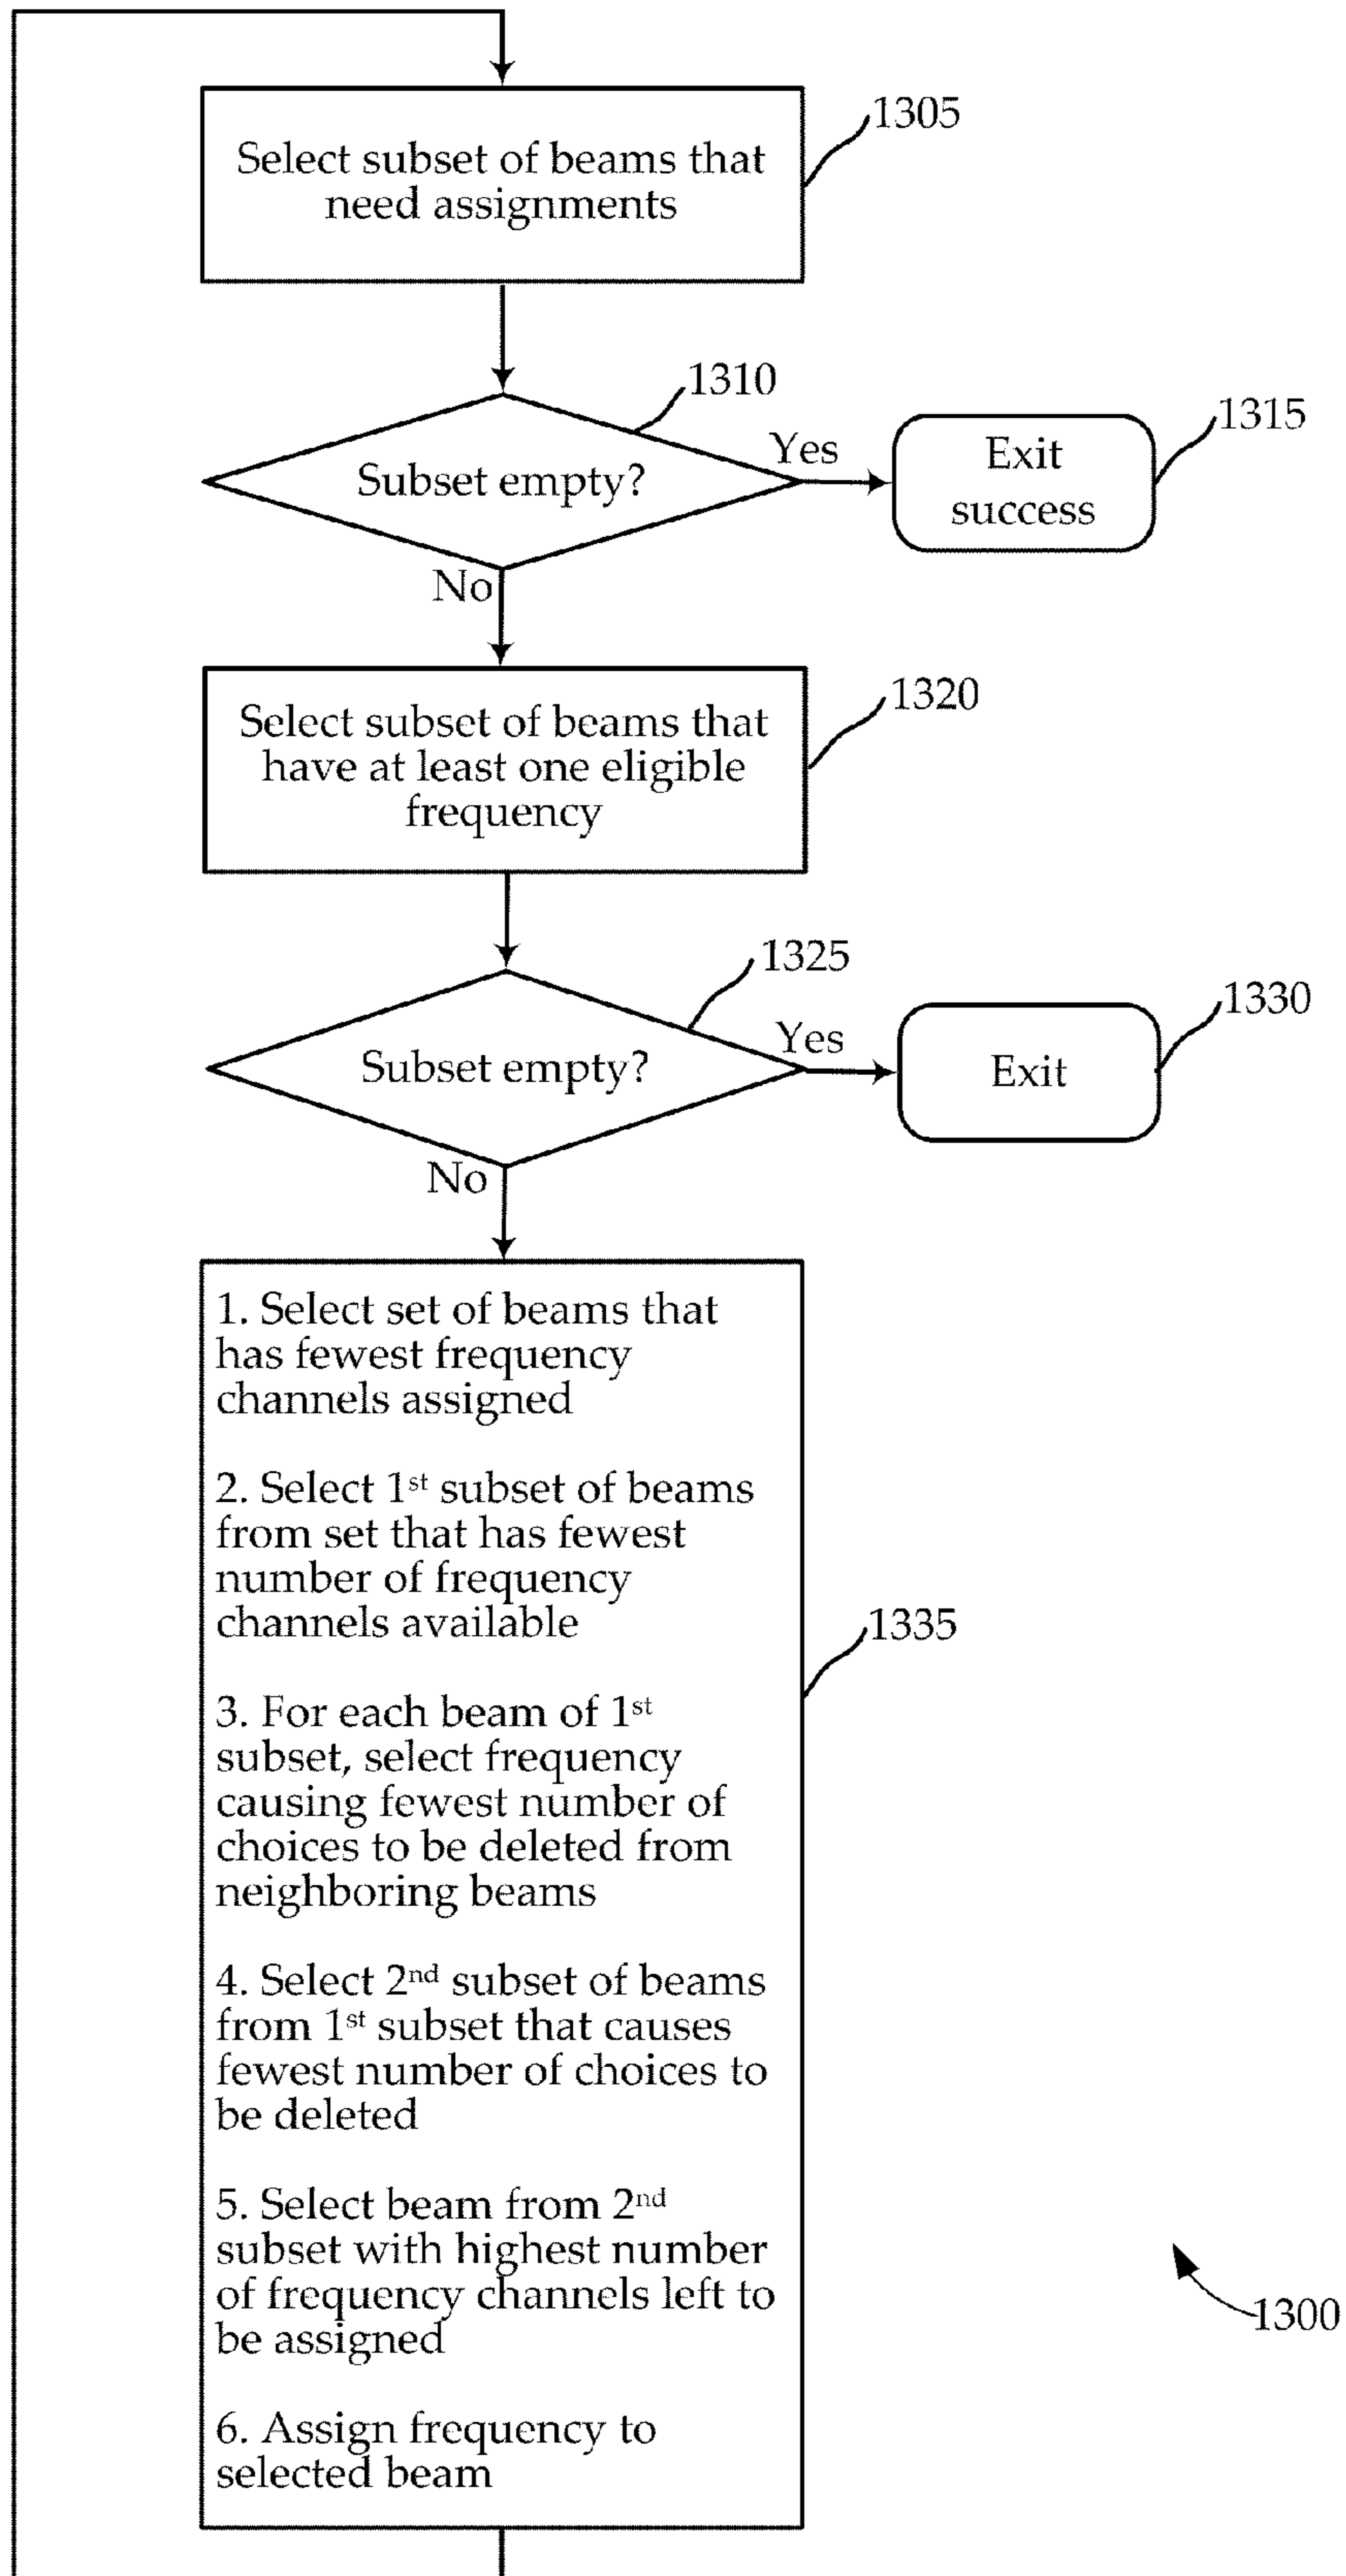 1305
Select subset of beams that
need assignments
1310
Subset empty?
Yes
1315
Exit
success
No
1320
Select subset of beams that
have at least one eligible
frequency
1325
Subset empty?
Yes
1330
Exit
No
1. Select set of beams that
has fewest frequency
channels assigned
2. Select 1st subset of beams
from set that has fewest
number of frequency
channels available
1335
3. For each beam of 1st
subset, select frequency
causing fewest number of
choices to be deleted from
neighboring beams
4. Select 2nd subset of beams
from 1st subset that causes
fewest number of choices to
be deleted
5. Select beam from 2nd
subset with highest number
of frequency channels left to
be assigned
1300
6. Assign frequency to
selected beam